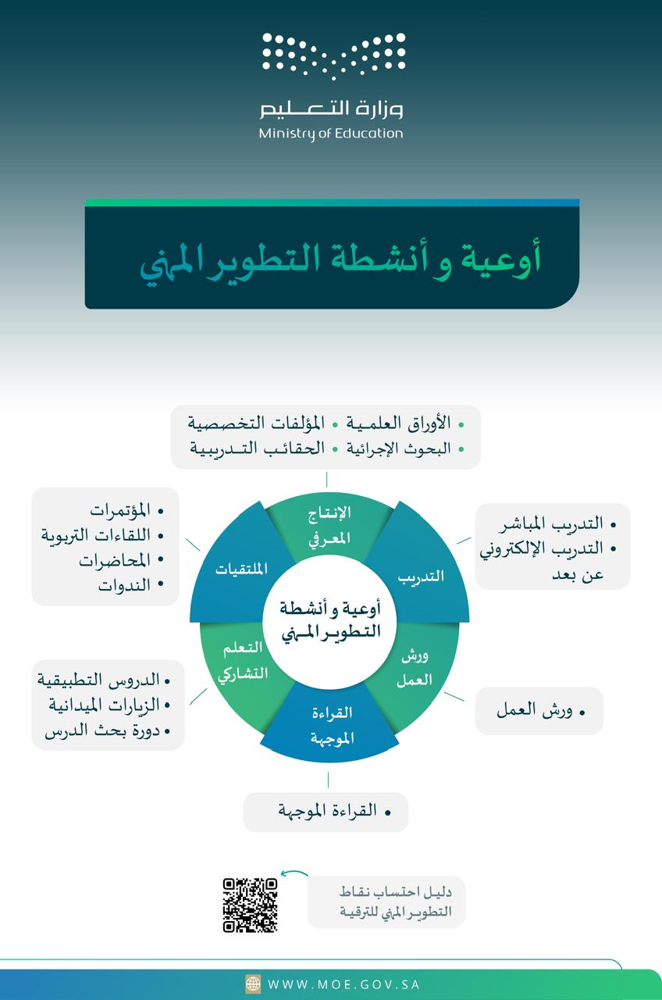 وزارة التعليم
Ministry of Education
أوعية و أنشطة التطوير المهني
• الأوراق العلمية • المؤلفات التخصصية
• البحوث الإجرائية • الحقائب التدريبية
الإنتاج
المعرفي
• المؤتمرات
• اللقاءات التربوية
• المحاضرات
• الندوات
الملتقيات
• التدريب المباشر
• التدريب الإلكتروني
عن بعد
التدريب
أوعية و أنشطة
التطوير المهني
ورش
العمل
• ورش العمل
التعلم
التشاركي
• الدروس التطبيقية
• الزيارات الميدانية
• دورة بحث الدرس
القراءة
الموجهة
• القراءة الموجهة
دليل احتساب نقاط
التطوير المهني للترقية
WWW.MOE.GOV.SA